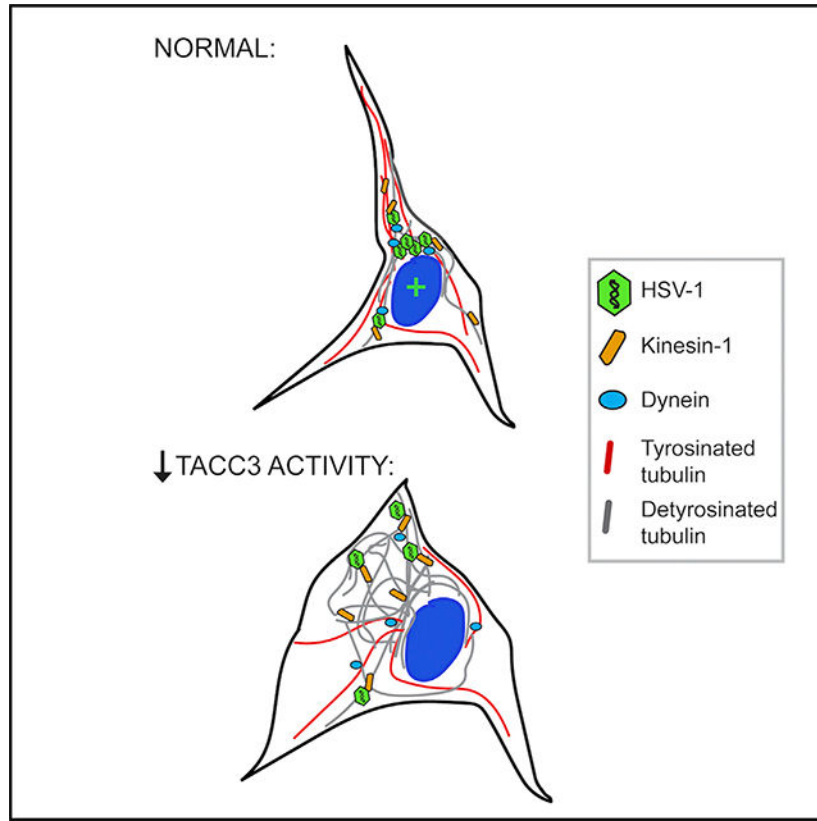 NORMAL:
HSV-1
Kinesin-1
Dynein
Tyrosinated
tubulin
Detyrosinated
tubulin
↓TACC3 ACTIVITY: